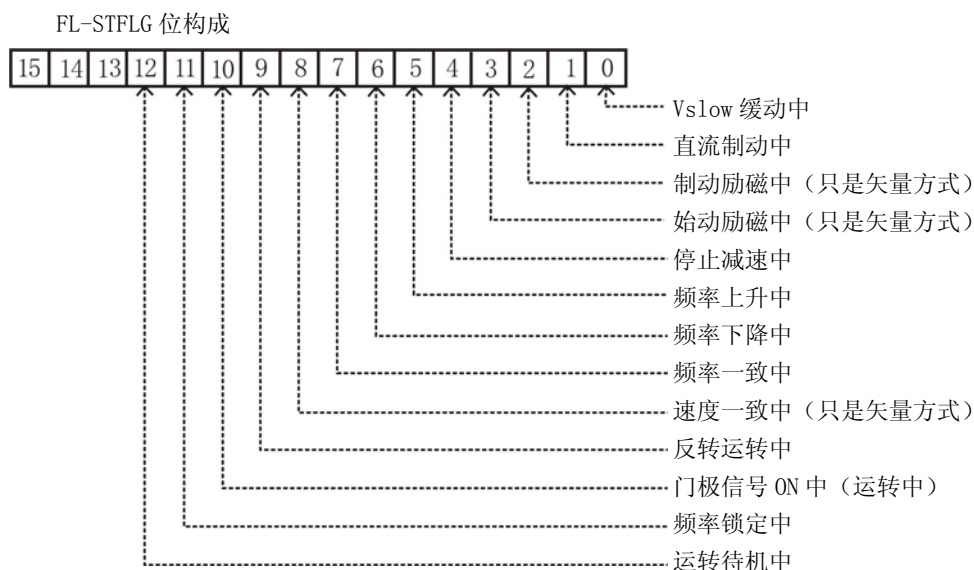 FL-STFLG 位构成
15 14 13 12 11 10 9 8 7 6 5 4 3 2 1 0
Vslow 缓动中
直流制动中
制动励磁中（只是矢量方式）
始动励磁中（只是矢量方式）
停止减速中
频率上升中
频率下降中
频率一致中
速度一致中（只是矢量方式）
反转运转中
门极信号 ON 中（运转中）
频率锁定中
运转待机中